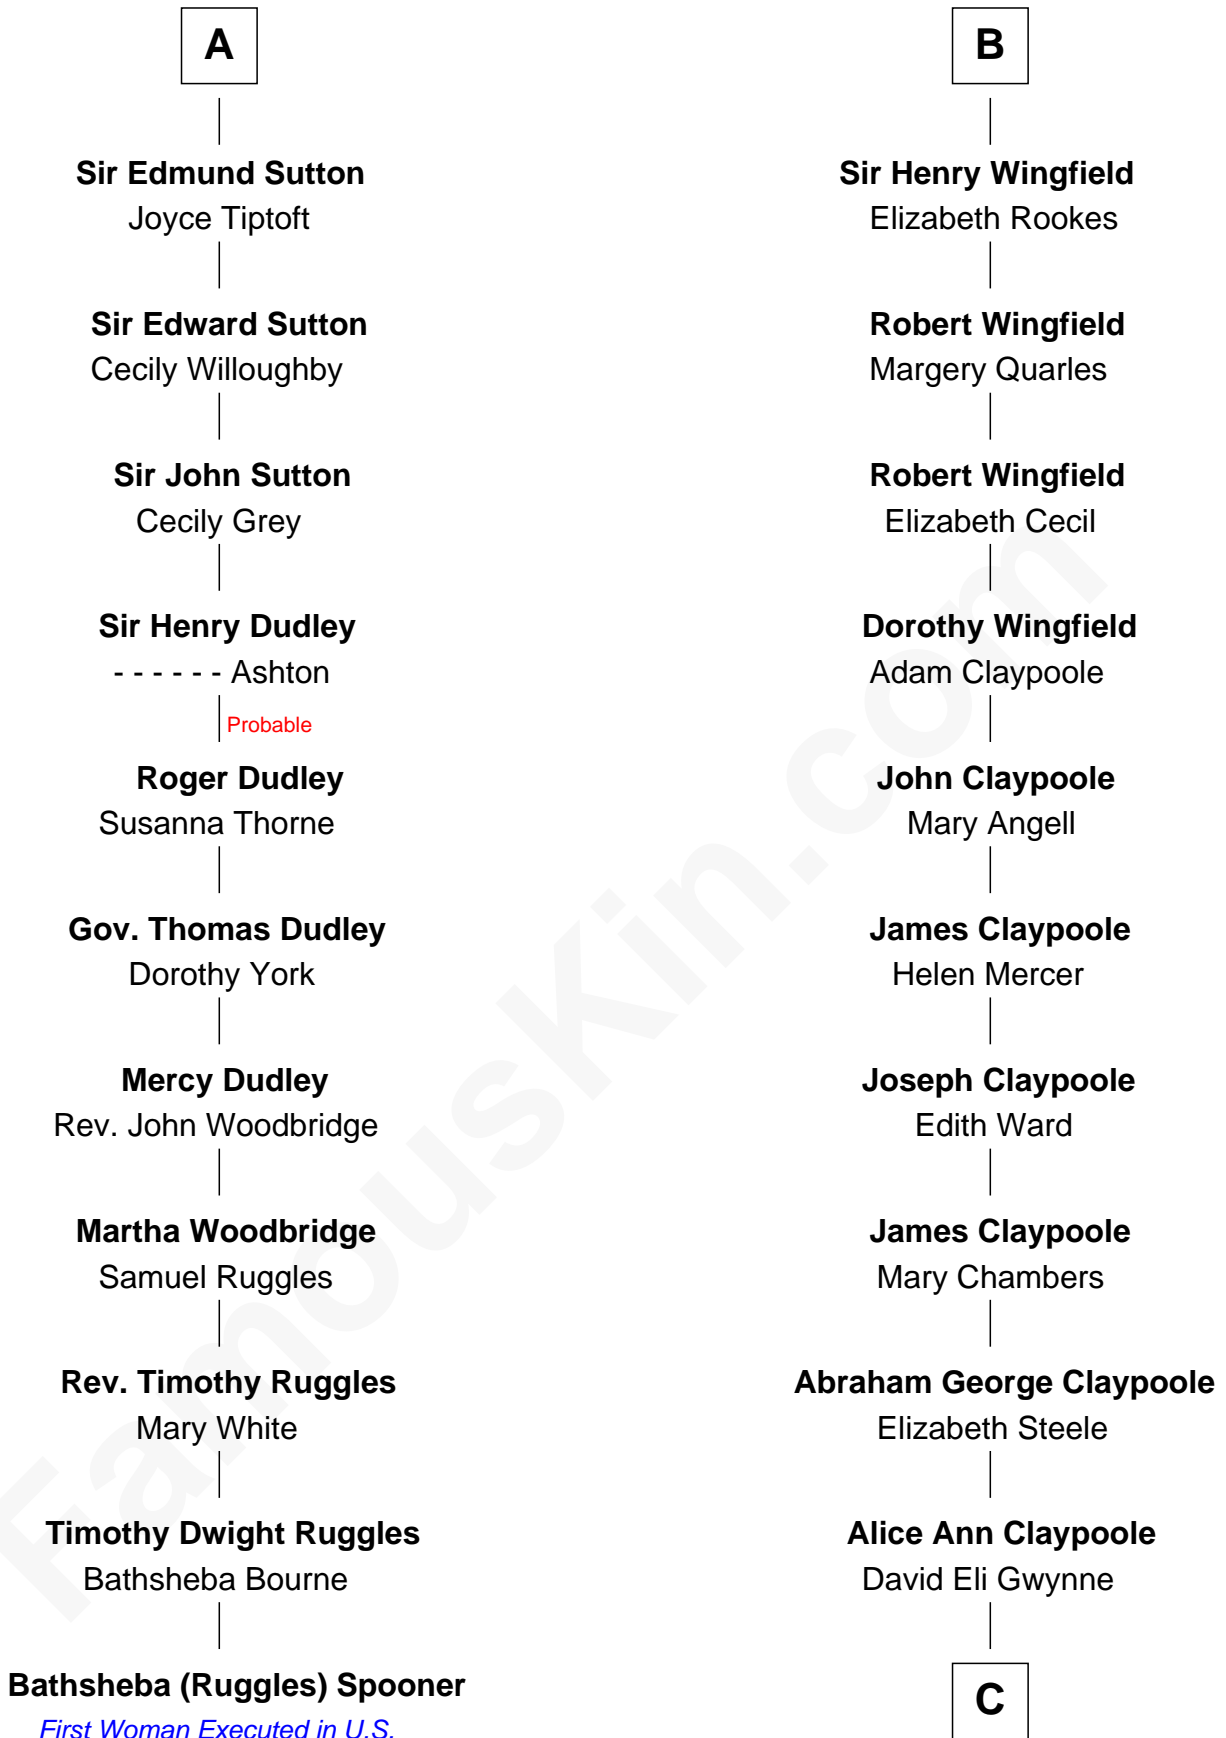 A
Sir Edmund Sutton
Joyce Tiptoft
Sir Edward Sutton
Cecily Willoughby
Sir John Sutton
Cecily Grey
Sir Henry Dudley
- - - - - - Ashton
Probable
Roger Dudley
Susanna Thorne
Gov. Thomas Dudley
Dorothy York
Mercy Dudley
Rev. John Woodbridge
Martha Woodbridge
Samuel Ruggles
Rev. Timothy Ruggles
Mary White
Timothy Dwight Ruggles
Bathsheba Bourne
Bathsheba (Ruggles) Spooner
First Woman Executed in U.S.
B
Sir Henry Wingfield
Elizabeth Rookes
Robert Wingfield
Margery Quarles
Robert Wingfield
Elizabeth Cecil
Dorothy Wingfield
Adam Claypoole
John Claypoole
Mary Angell
James Claypoole
Helen Mercer
Joseph Claypoole
Edith Ward
James Claypoole
Mary Chambers
Abraham George Claypoole
Elizabeth Steele
Alice Ann Claypoole
David Eli Gwynne
C
FamousKin.com